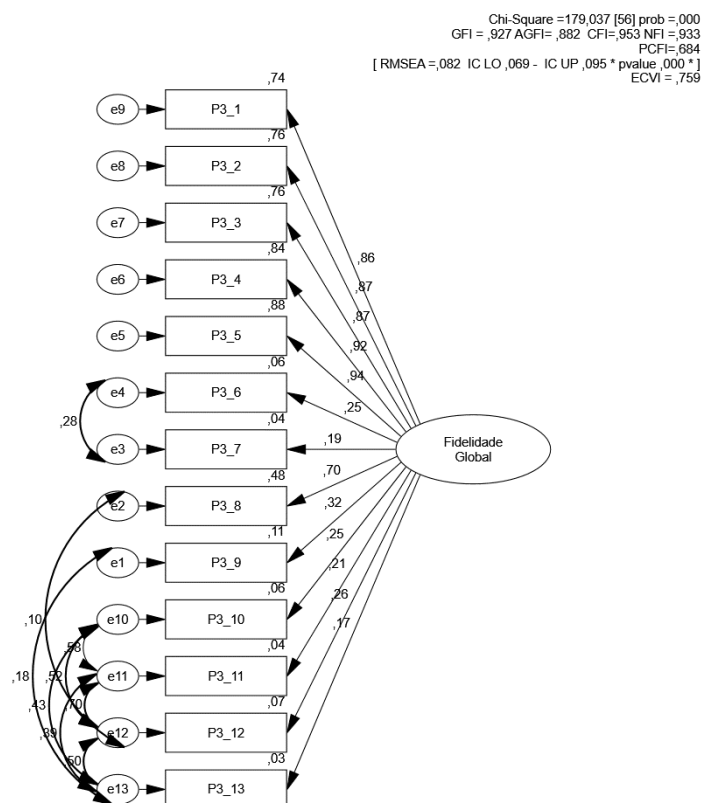 Chi-Square =179,037 [56] prob =,000
GFI = ,927 AGFI= ,882 CFI=,953 NFI =,933
PCFI=,684
[ RMSEA =,082 IC LO ,069 - IC UP ,095 * pvalue ,000 * ]
ECVI = ,759
,74
e9 P3_1
,76
e8 P3_2
,76
e7 P3_3
,84
e6 P3_4
,88
e5 P3_5
,06
e4 P3_6
,04
e3 P3_7
,48
e2 P3_8
,11
e1 P3_9
,06
e10 P3_10
,04
e11 P3_11
,07
e12 P3_12
,03
e13 P3_13
,86
,87
,87
,92
,94
,25
,19
,70
,32
,25
,21
,26
,17
Fidelidade
Global
,28
,10
,18
,58
,52
,43
,70
,39
,50